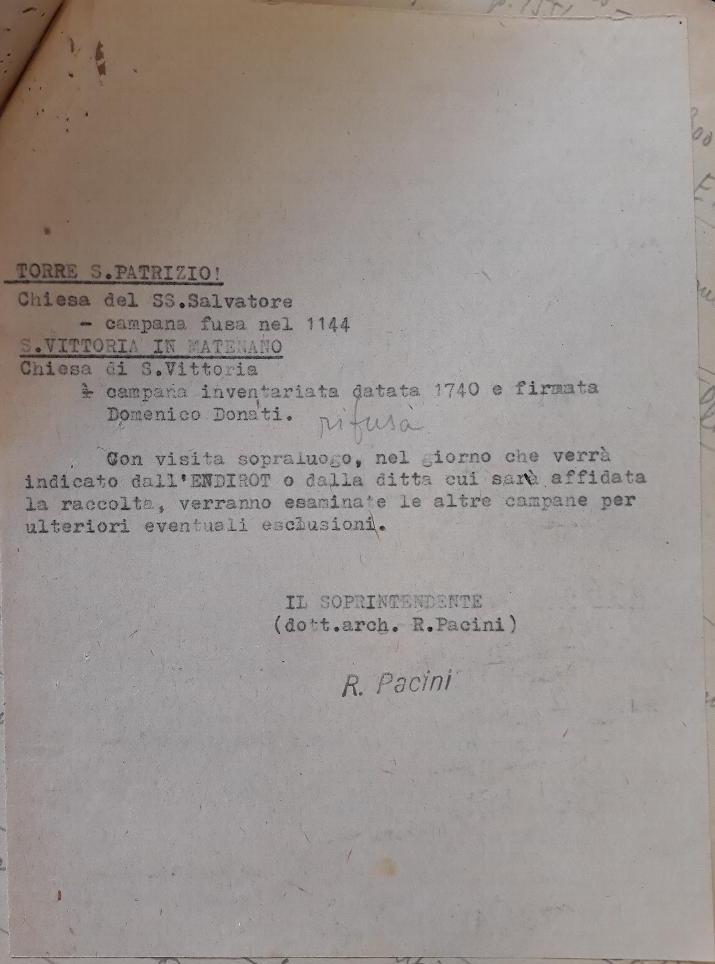 TORRE S.PATRIZIO!
Chiesa del SS.Salvatore
- campana fusa nel 1144
S.VITTORIA IN MATENANO
Chiesa di S.Vittoria
- campana inventariata datata 1740 e firmata
Domenico Donati.
rifusa
Con visita sopraluogo, nel giorno che verrà
indicato dall'ENDIROT o dalla ditta cui sarà affidata
la raccolta, verranno esaminate le altre campane per
ulteriori eventuali esclusioni.
IL SOPRINTENDENTE
(dott.arch. R.Pacini)
R. Pacini